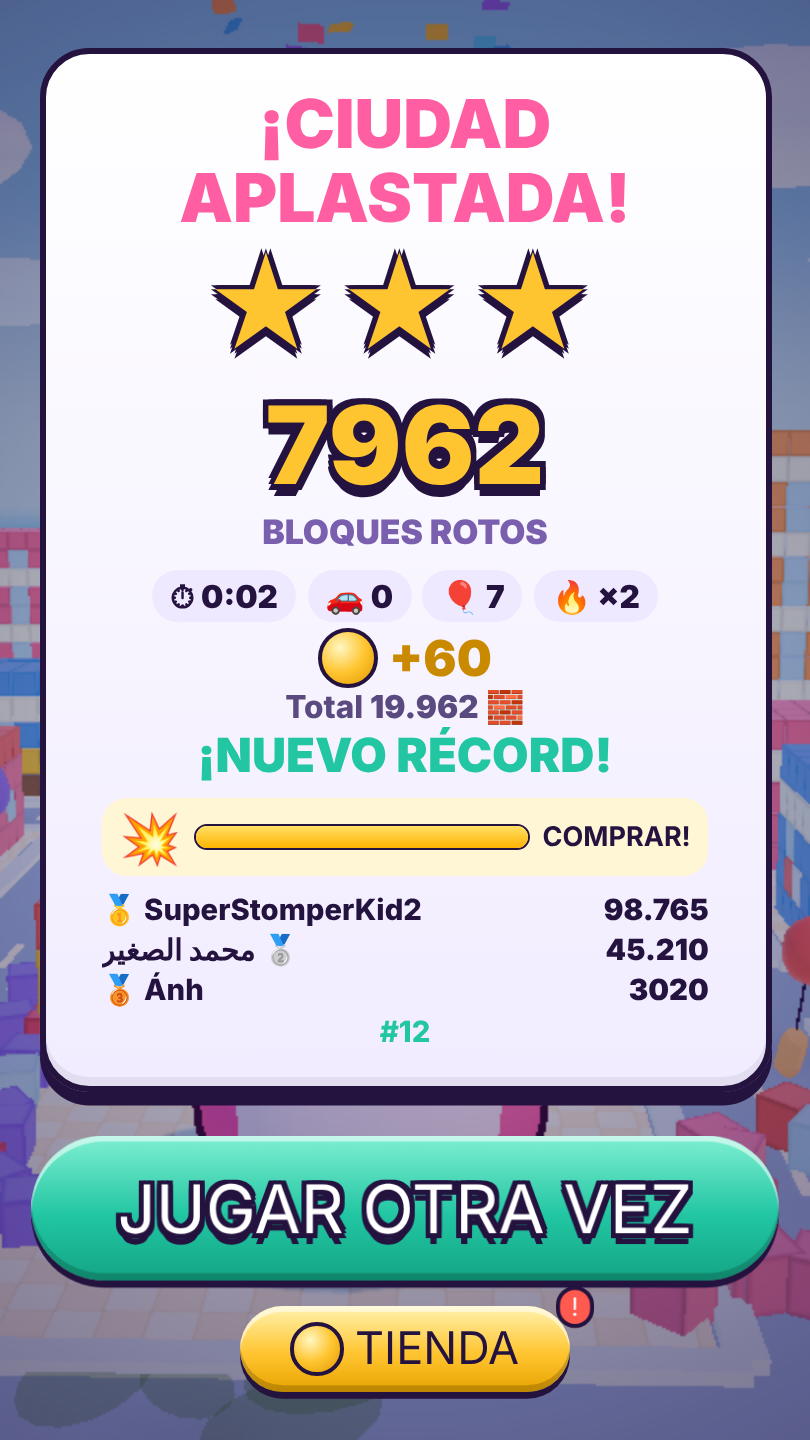 ¡CIUDAD
APLASTADA!
7962
BLOQUES ROTOS
⏱ 0:02 🚗 0 🎈 7 🔥 ×2
+60
Total 19.962 🧱
¡NUEVO RÉCORD!
💥 COMPRAR!
🥇 SuperStomperKid2 98.765
🥈 محمد الصغير 45.210
🥉 Ánh 3020
#12
JUGAR OTRA VEZ
!
TIENDA